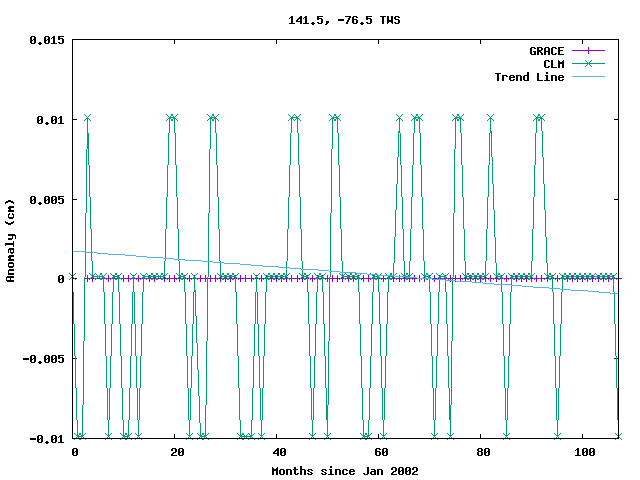 141.5, -76.5 TWS
0.015
GRACE
CLM
Trend Line
0.01
0.005
Anomaly (cm)
0
-0.005
-0.01
0 20 40 60 80 100
Months since Jan 2002